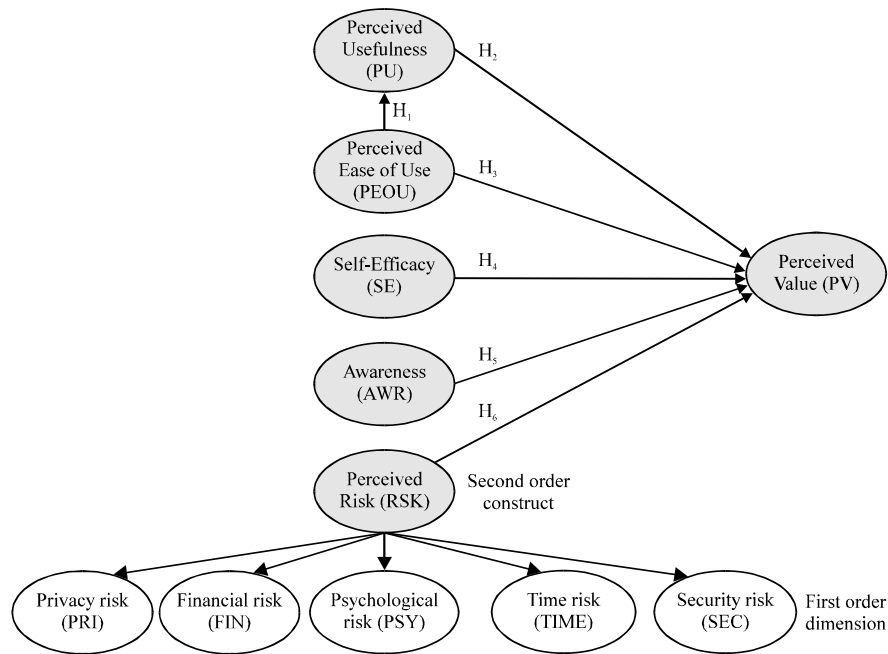 Perceived
Usefulness
(PU)
H2
H1
Perceived
Ease of Use
(PEOU)
H3
Self-Efficacy
(SE)
H4
Perceived
Value (PV)
Awareness
(AWR)
H5
H6
Perceived
Risk (RSK)
Second order
construct
Privacy risk
(PRI)
Financial risk
(FIN)
Psychological
risk (PSY)
Time risk
(TIME)
Security risk
(SEC)
First order
dimension